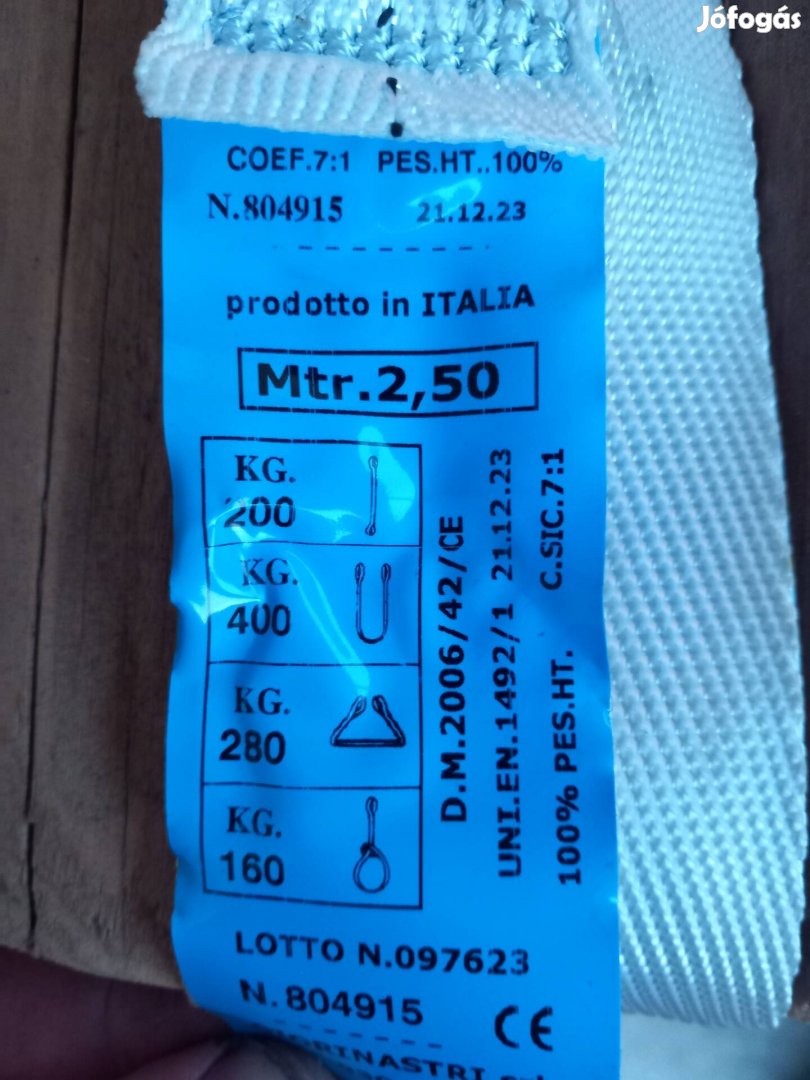 Jófogás
COEF.7:1 PES.HT..100%
N.804915 21.12.23
prodotto in ITALIA
Mtr.2,50
KG.
200
KG.
400
KG.
280
KG.
160
D.M.2006/42/CE
UNI.EN.1492/1 21.12.23
100% PES.HT. C.SIC.7:1
LOTTO N.097623
N.804915
CE